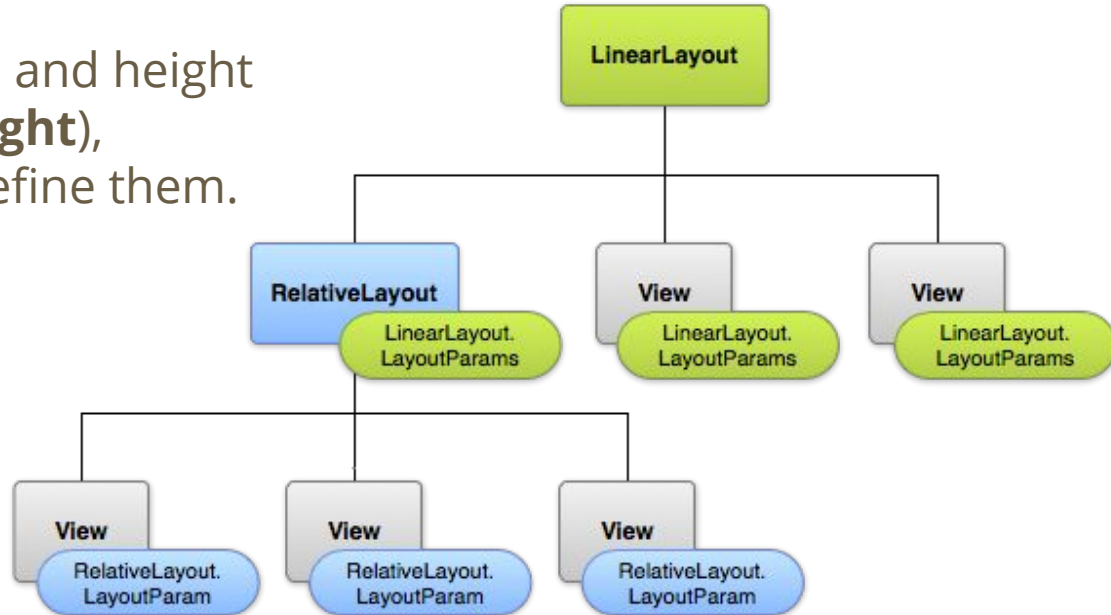 and height
ght),
efine them.
LinearLayout
RelativeLayout
LinearLayout.
LayoutParams
View
LinearLayout.
LayoutParams
View
LinearLayout.
LayoutParams
View
RelativeLayout.
LayoutParam
View
RelativeLayout.
LayoutParam
View
RelativeLayout.
LayoutParam